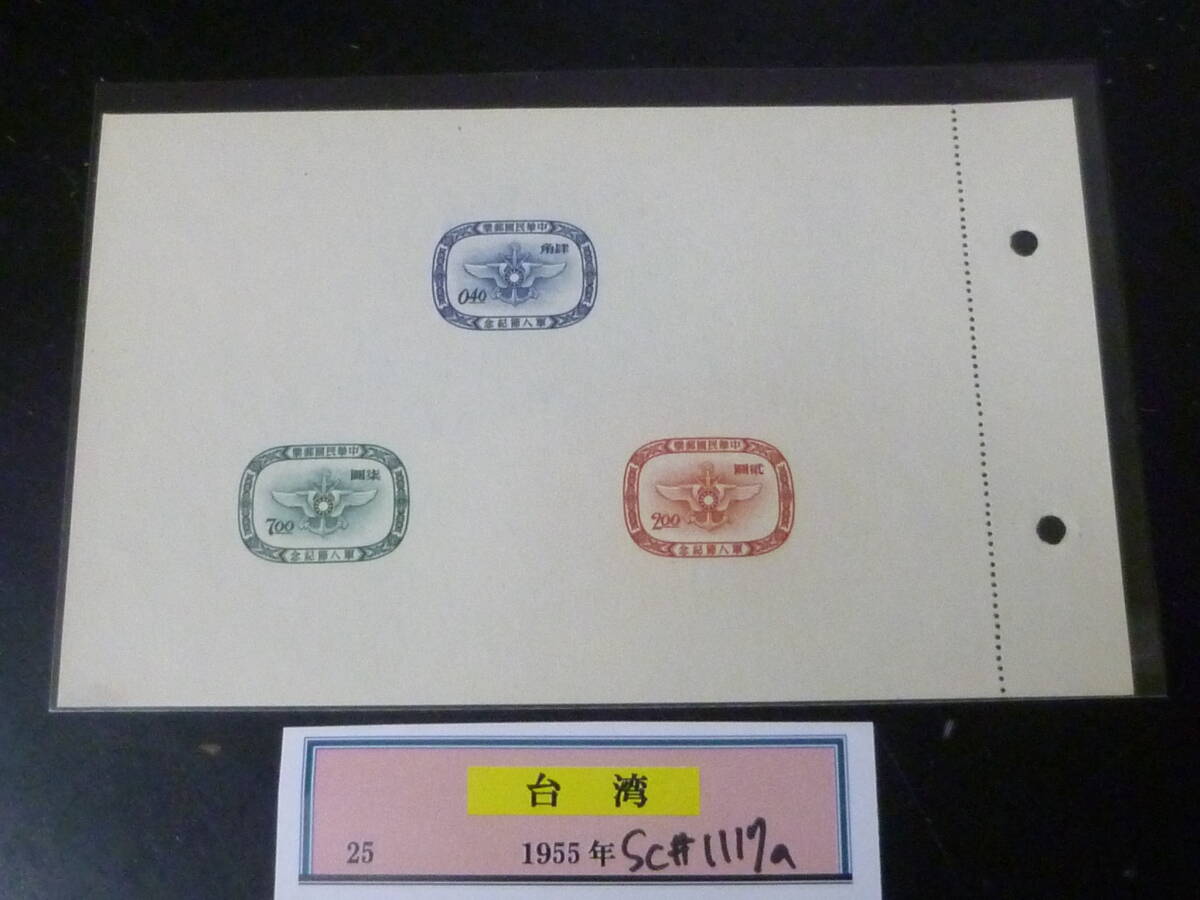 中華民國郵票
肆角
0.40
軍人節紀念
中華民國郵票
柒圓
7.00
軍人節紀念
中華民國郵票
貳圓
2.00
軍人節紀念
台湾
25 1955年 Sc#1117a